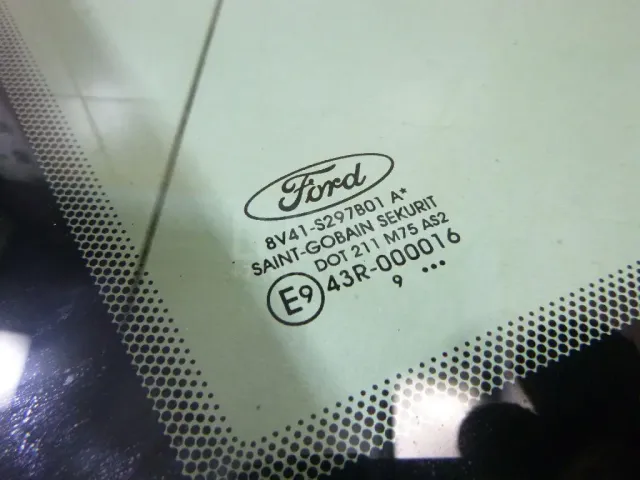 Ford
8V41-S297B01 A*
SAINT-GOBAIN SEKURIT
DOT 211 M75 AS2
E9 43R-000016
9 ...